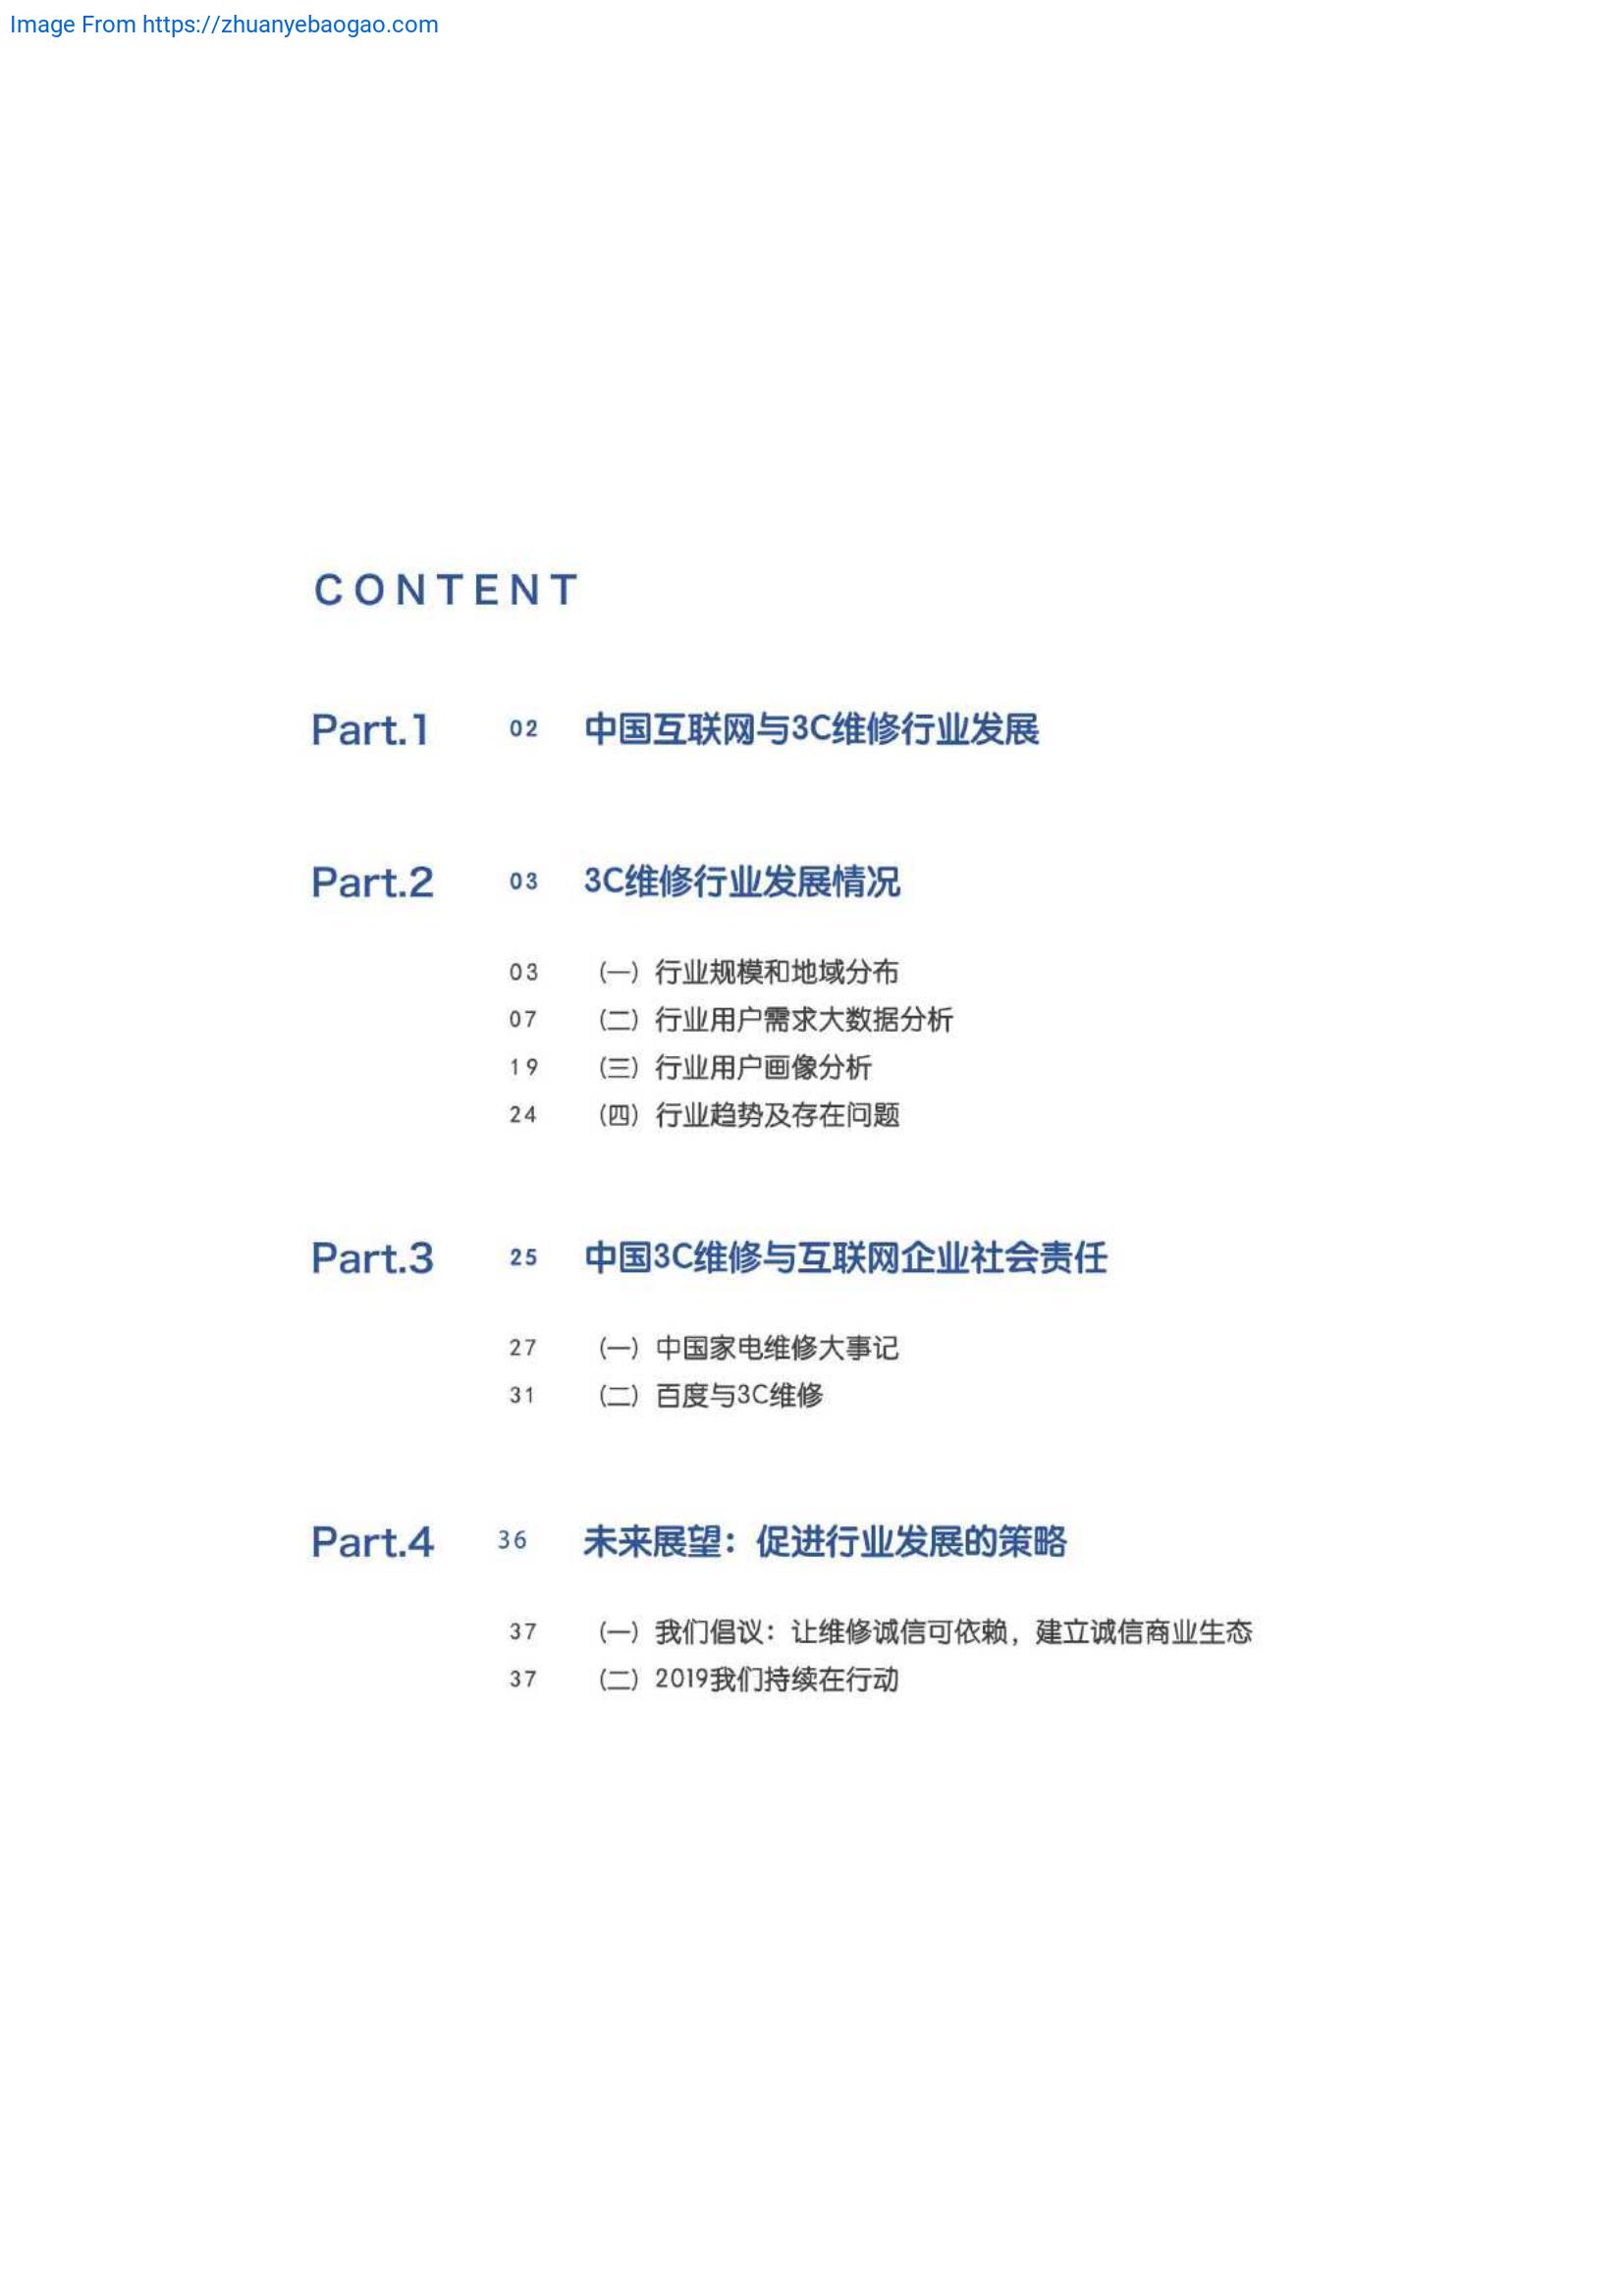 Image From https://zhuanyebaogao.com
CONTENT
Part.1 02 中国互联网与3C维修行业发展
Part.2 03 3C维修行业发展情况
03 （一）行业规模和地域分布
07 （二）行业用户需求大数据分析
19 （三）行业用户画像分析
24 （四）行业趋势及存在问题
Part.3 25 中国3C维修与互联网企业社会责任
27 （一）中国家电维修大事记
31 （二）百度与3C维修
Part.4 36 未来展望：促进行业发展的策略
37 （一）我们倡议：让维修诚信可依赖，建立诚信商业生态
37 （二）2019我们持续在行动